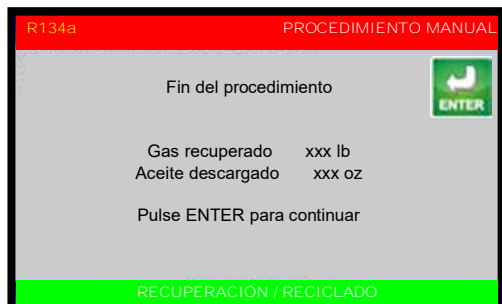 R134a PROCEDIMIENTO MANUAL
Fin del procedimiento
ENTER
Gas recuperado xxx lb
Aceite descargado xxx oz
Pulse ENTER para continuar
RECUPERACIÓN / RECICLADO